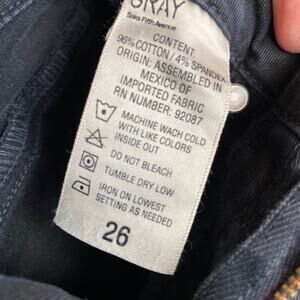 GRAY
Saks Fifth Avenue
CONTENT:
96% COTTON/4% SPANDEX
ORIGIN: ASSEMBLED IN
MEXICO OF
IMPORTED FABRIC
RN NUMBER: 92087
MACHINE WACH COLD
WITH LIKE COLORS
INSIDE OUT
DO NOT BLEACH
TUMBLE DRY LOW
IRON ON LOWEST
SETTING AS NEEDED
26